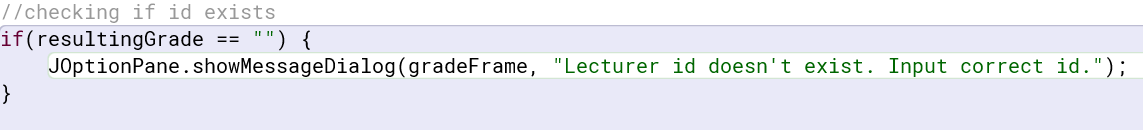 //checking if id exists
if(resultingGrade == "") {
    JOptionPane.showMessageDialog(gradeFrame, "Lecturer id doesn't exist. Input correct id.");
}